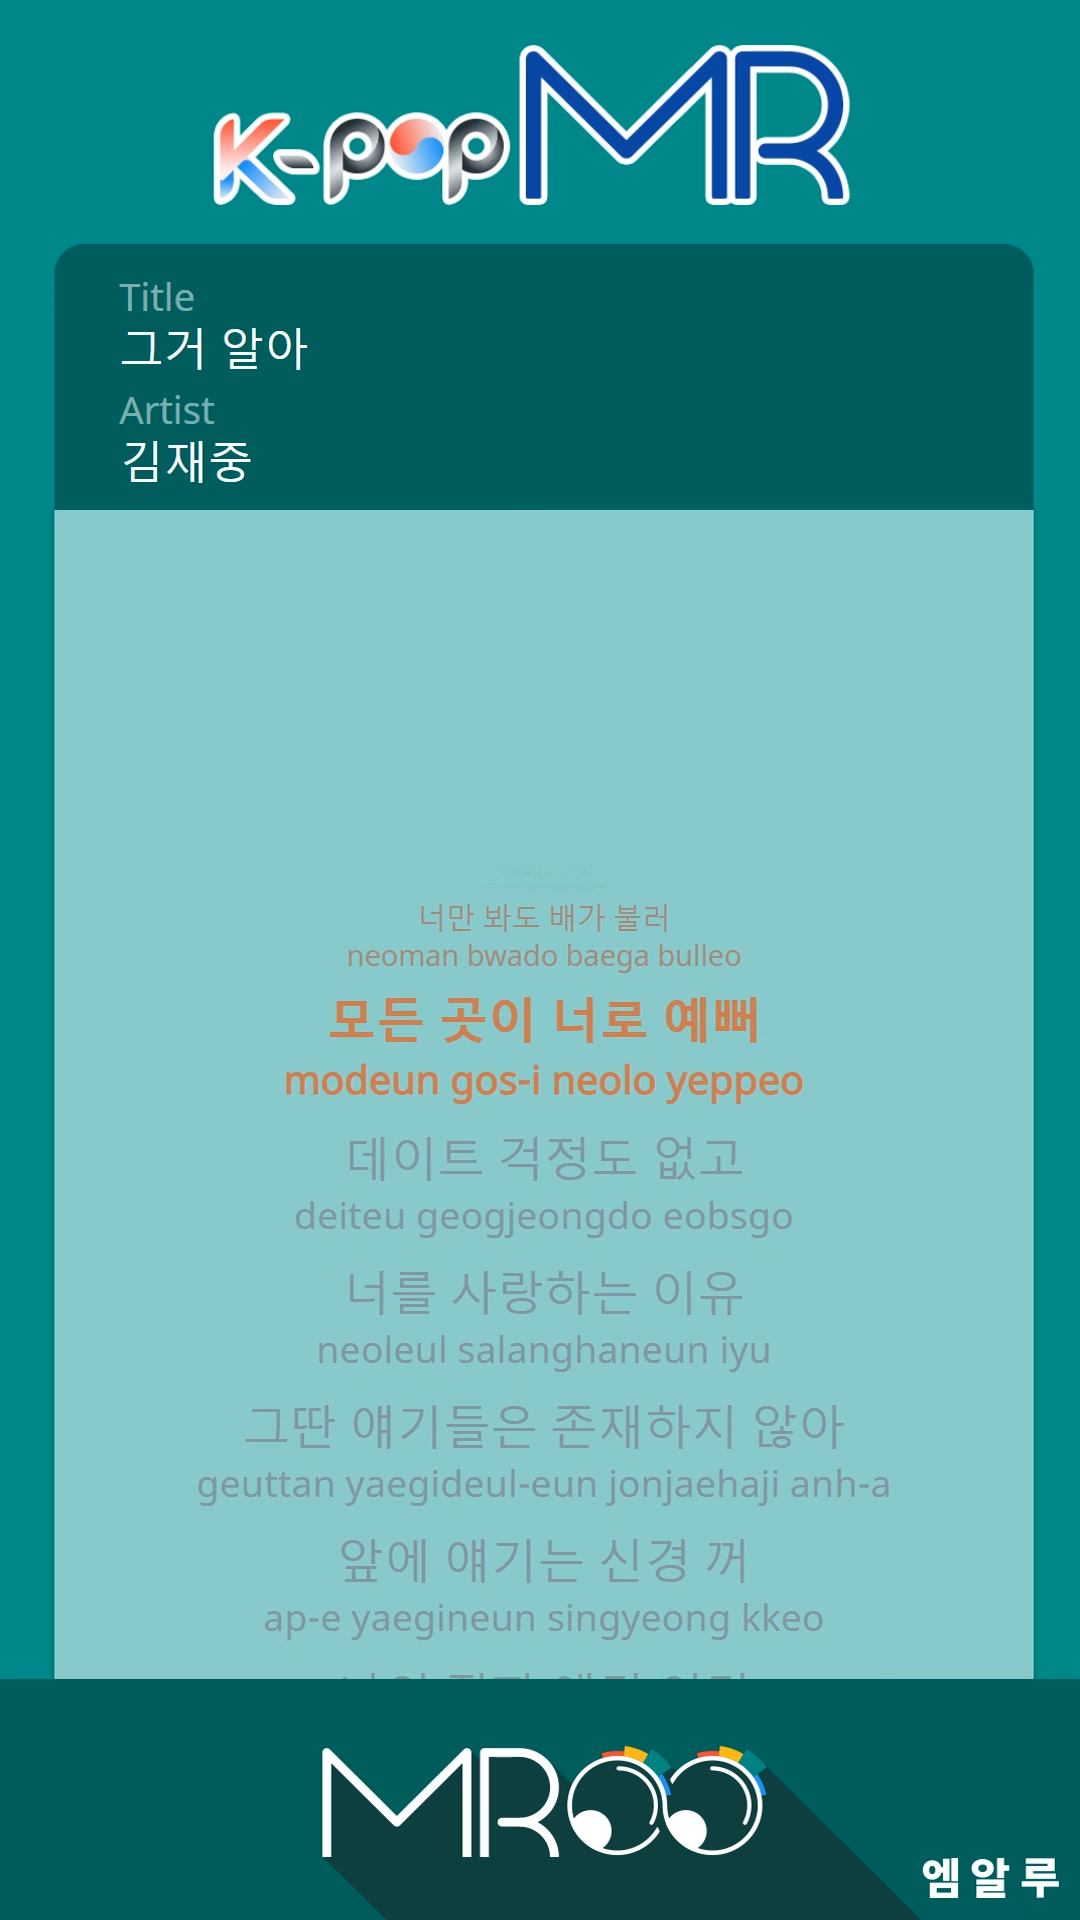 K-pop MR
Title
그거 알아
Artist
김재중
너만 봐도 배가 불러
neoman bwado baega bulleo
모든 곳이 너로 예뻐
modeun gos-i neolo yeppeo
데이트 걱정도 없고
deiteu geogjeongdo eobsgo
너를 사랑하는 이유
neoleul salanghaneun iyu
그딴 얘기들은 존재하지 않아
geuttan yaegideul-eun jonjaehaji anh-a
앞에 얘기는 신경 꺼
ap-e yaegineun singyeong kkeo
MROO
엠알루